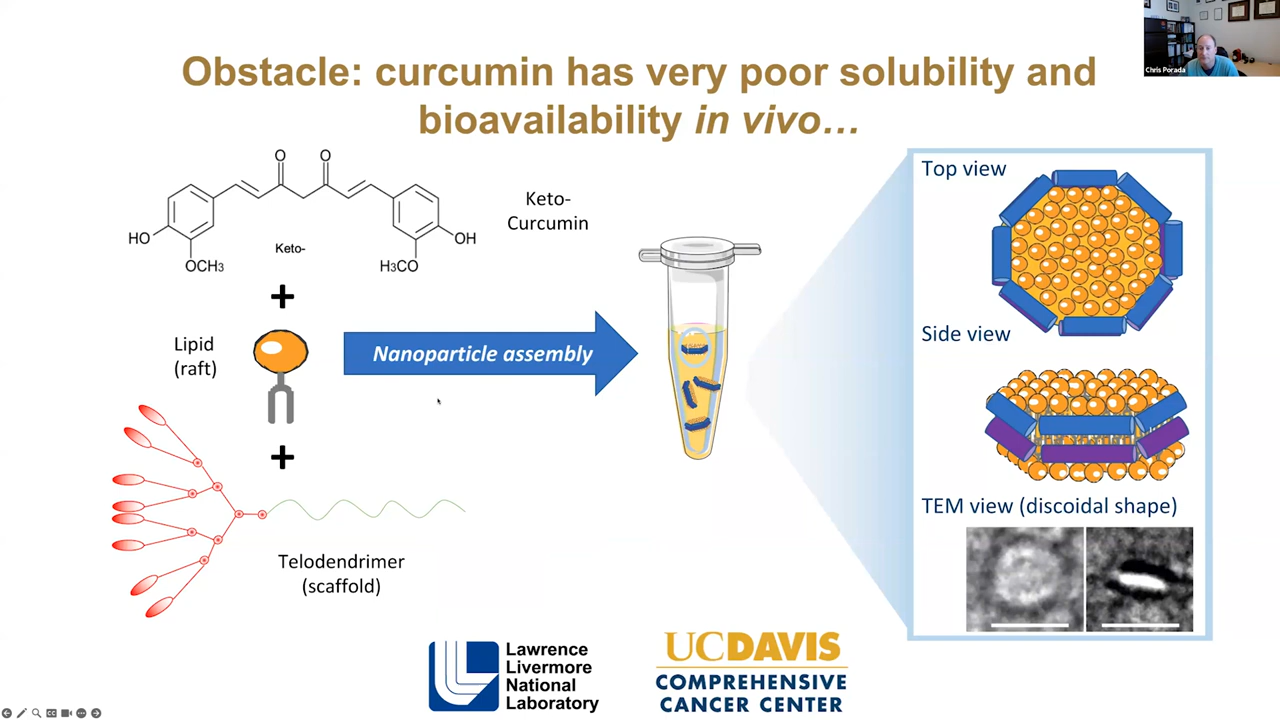 Chris Porada
Obstacle: curcumin has very poor solubility and
bioavailability in vivo…
O
O
HO
OCH3
Keto-
H3CO
OH
Keto-
Curcumin
+
Lipid
(raft)
+
Telodendrimer
(scaffold)
Nanoparticle assembly
Top view
Side view
TEM view (discoidal shape)
Lawrence
Livermore
National
Laboratory
UCDAVIS
COMPREHENSIVE
CANCER CENTER